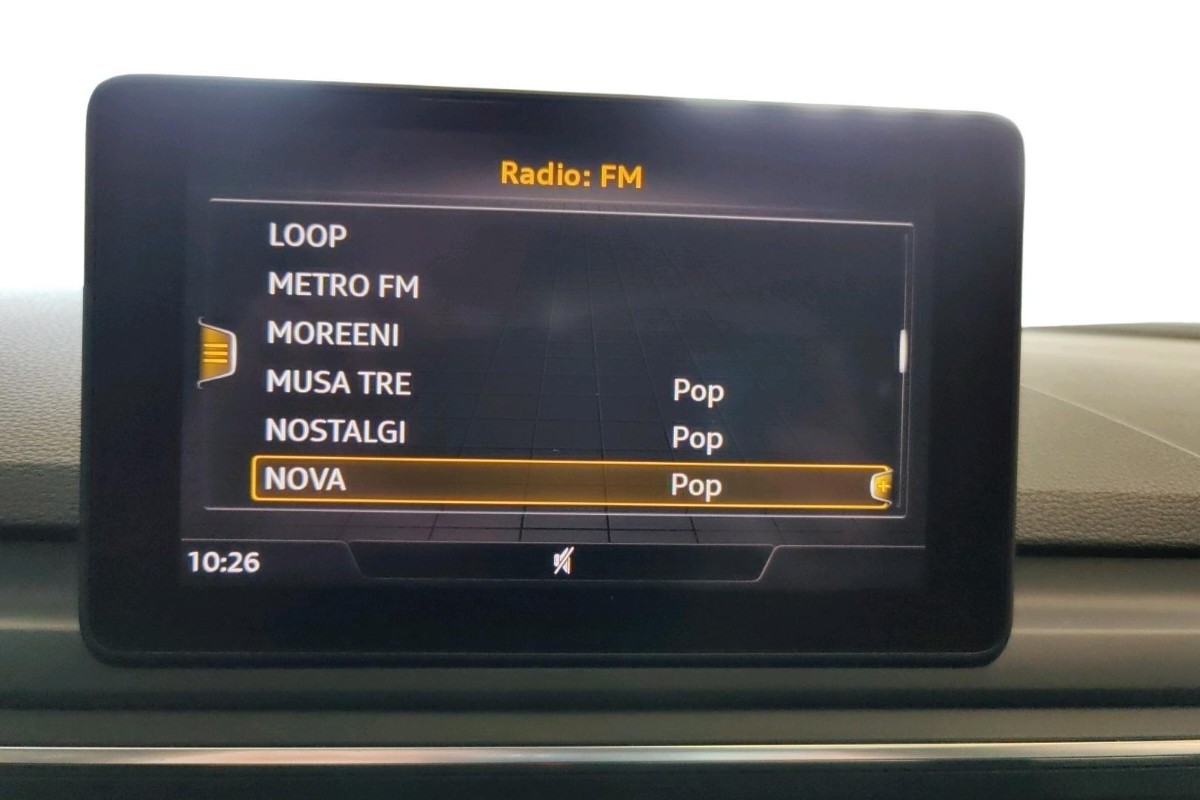 Radio: FM
LOOP
METRO FM
MOREENI
MUSA TRE Pop
NOSTALGI Pop
NOVA Pop
10:26